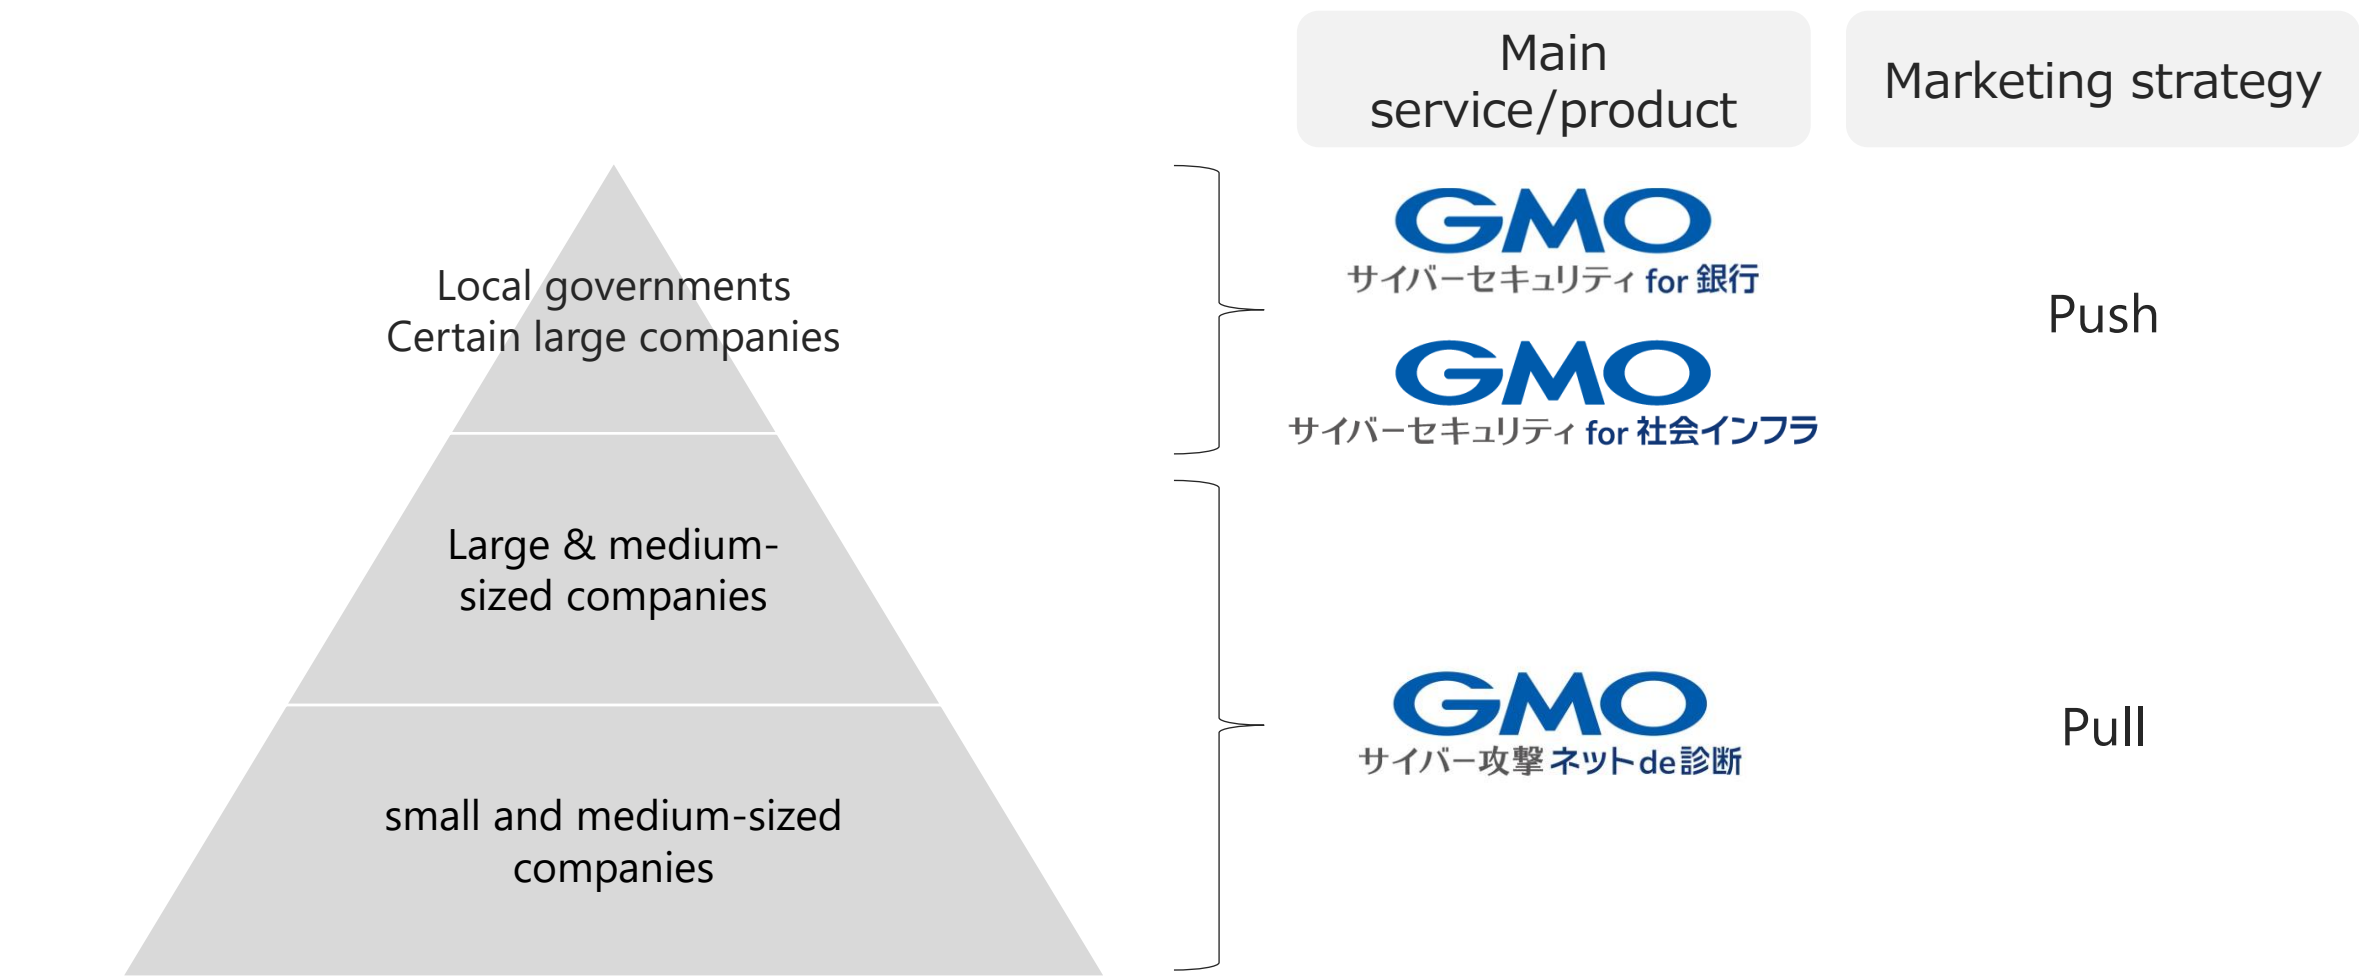 Main
service/product
Marketing strategy
Local governments
Certain large companies
GMO
サイバーセキュリティ for 銀行
GMO
サイバーセキュリティ for 社会インフラ
Push
Large & medium-
sized companies
small and medium-sized
companies
GMO
サイバー攻撃 ネットde診断
Pull